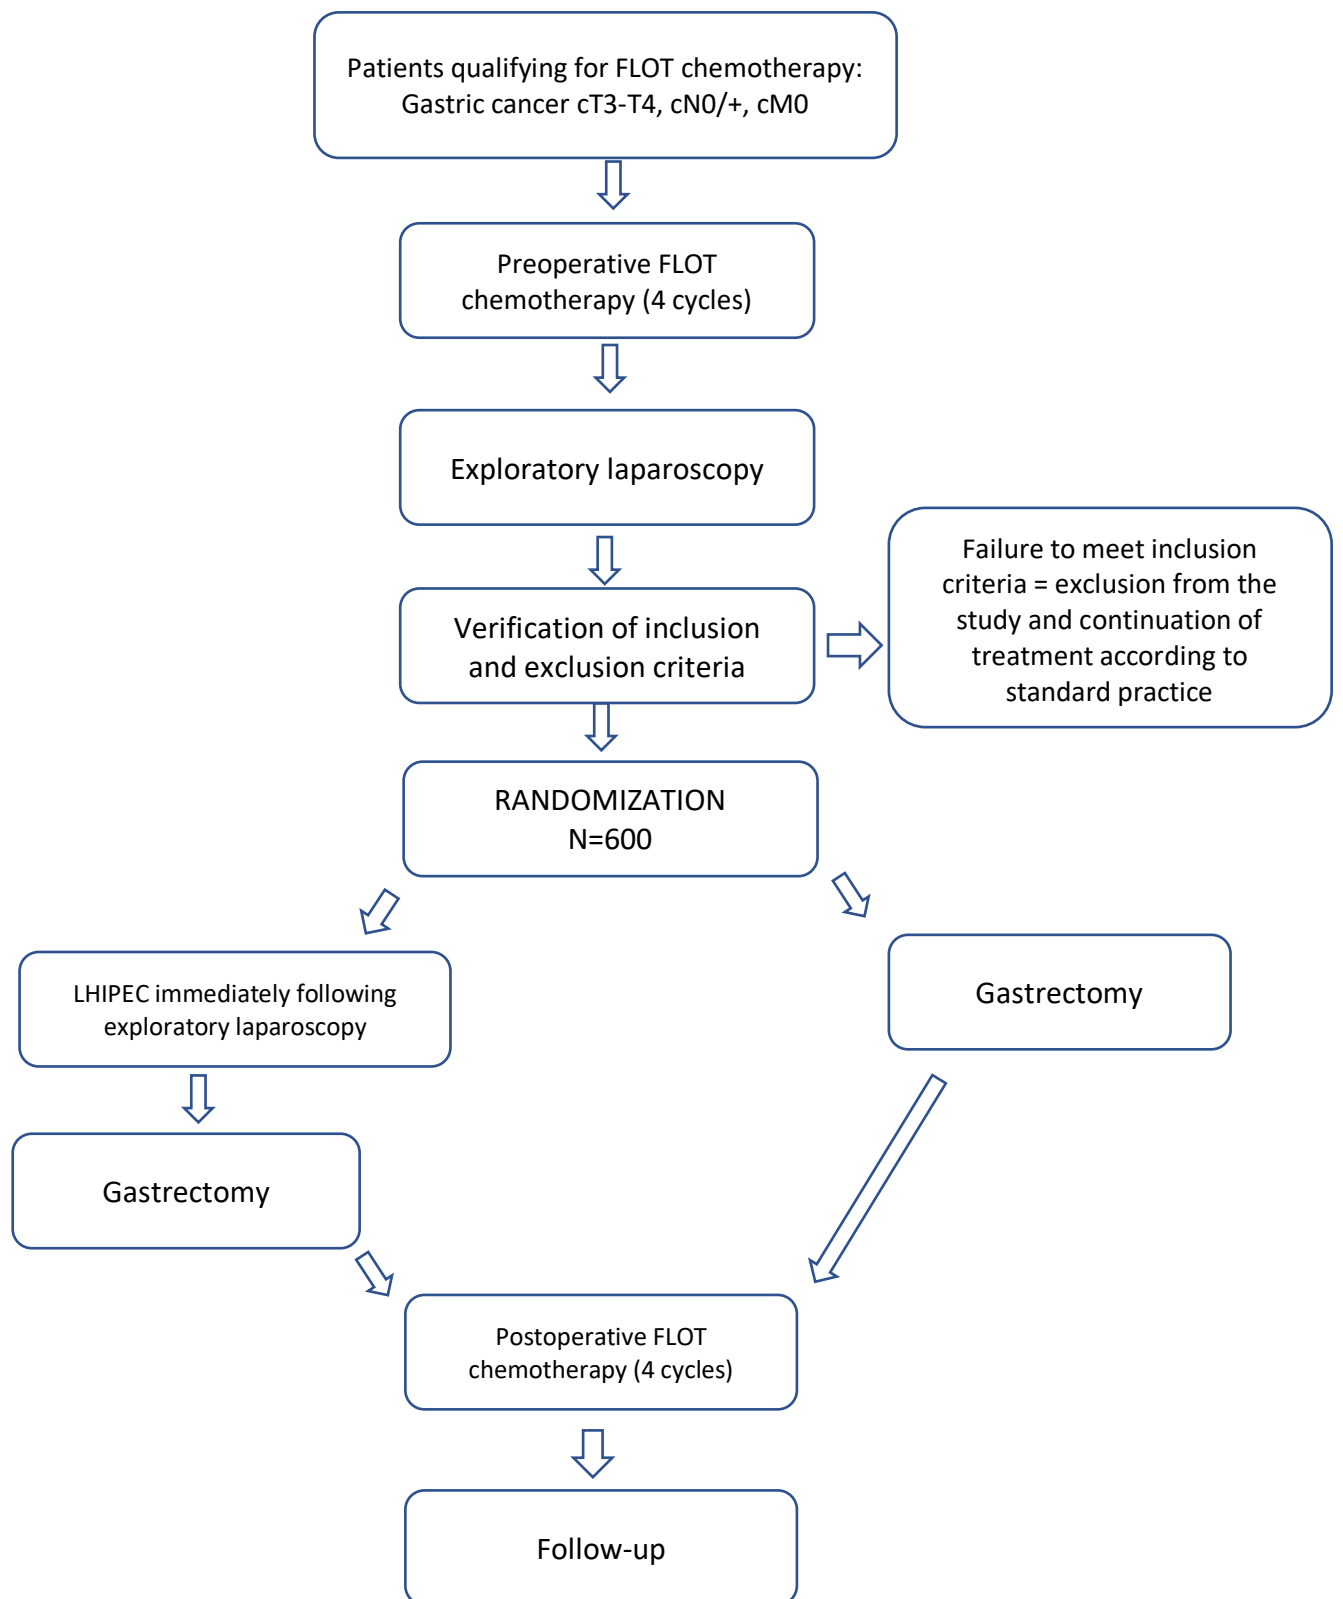 Patients qualifying for FLOT chemotherapy:
Gastric cancer cT3-T4, cN0/+, cM0
Preoperative FLOT
chemotherapy (4 cycles)
Exploratory laparoscopy
Verification of inclusion
and exclusion criteria
Failure to meet inclusion
criteria = exclusion from the
study and continuation of
treatment according to
standard practice
RANDOMIZATION
N=600
LHIPEC immediately following
exploratory laparoscopy
Gastrectomy
Gastrectomy
Postoperative FLOT
chemotherapy (4 cycles)
Follow-up